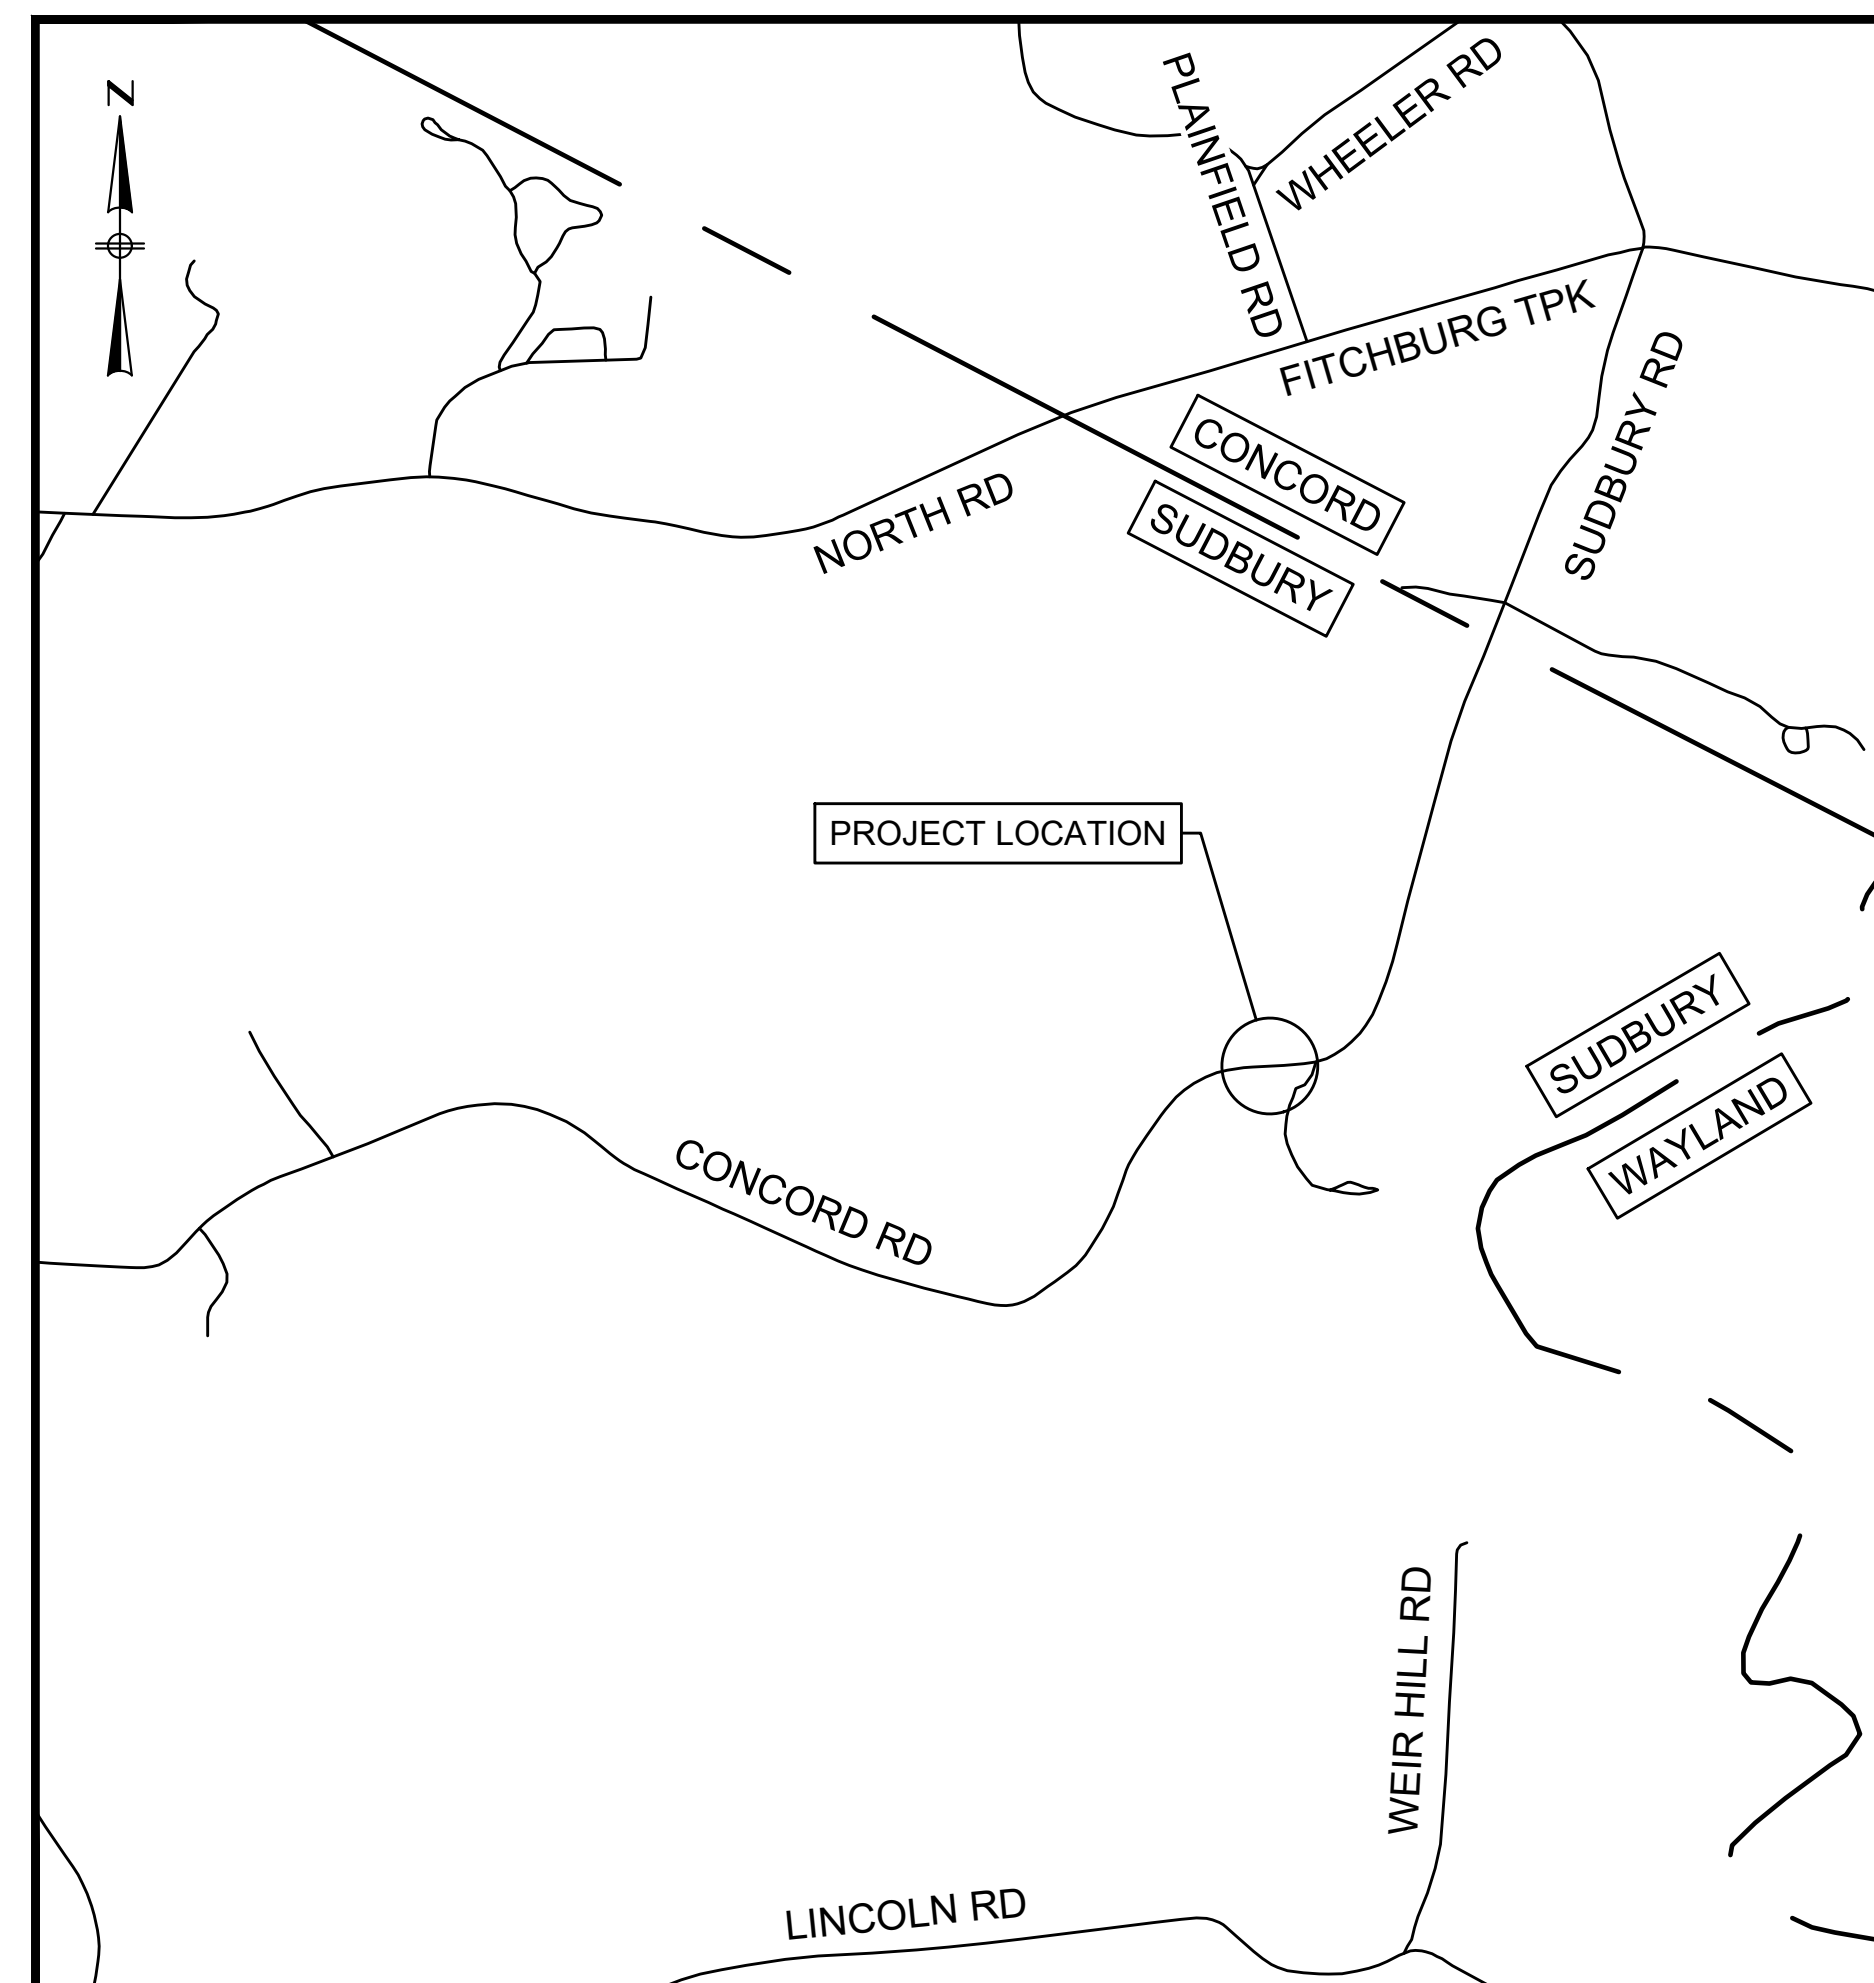 N
PLAINFIELD RD
WHEELER RD
FITCHBURG TPK
SUDBURY RD
CONCORD
SUDBURY
NORTH RD
PROJECT LOCATION
SUDBURY
WAYLAND
CONCORD RD
WEIR HILL RD
LINCOLN RD